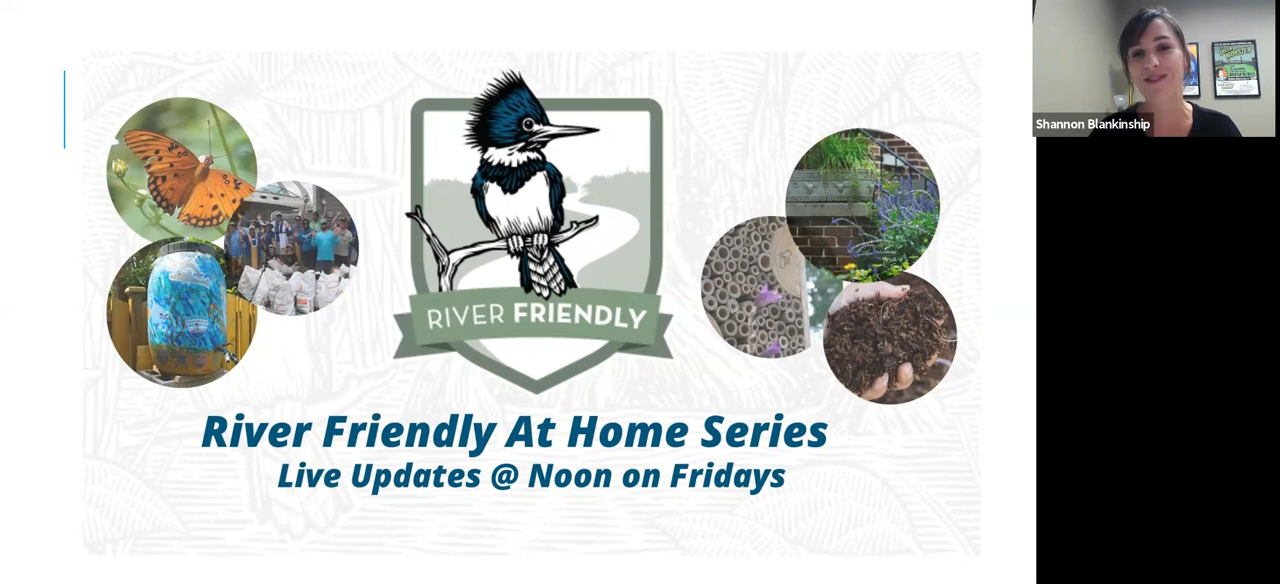 Shannon Blankinship
RIVER FRIENDLY
River Friendly At Home Series
Live Updates @ Noon on Fridays